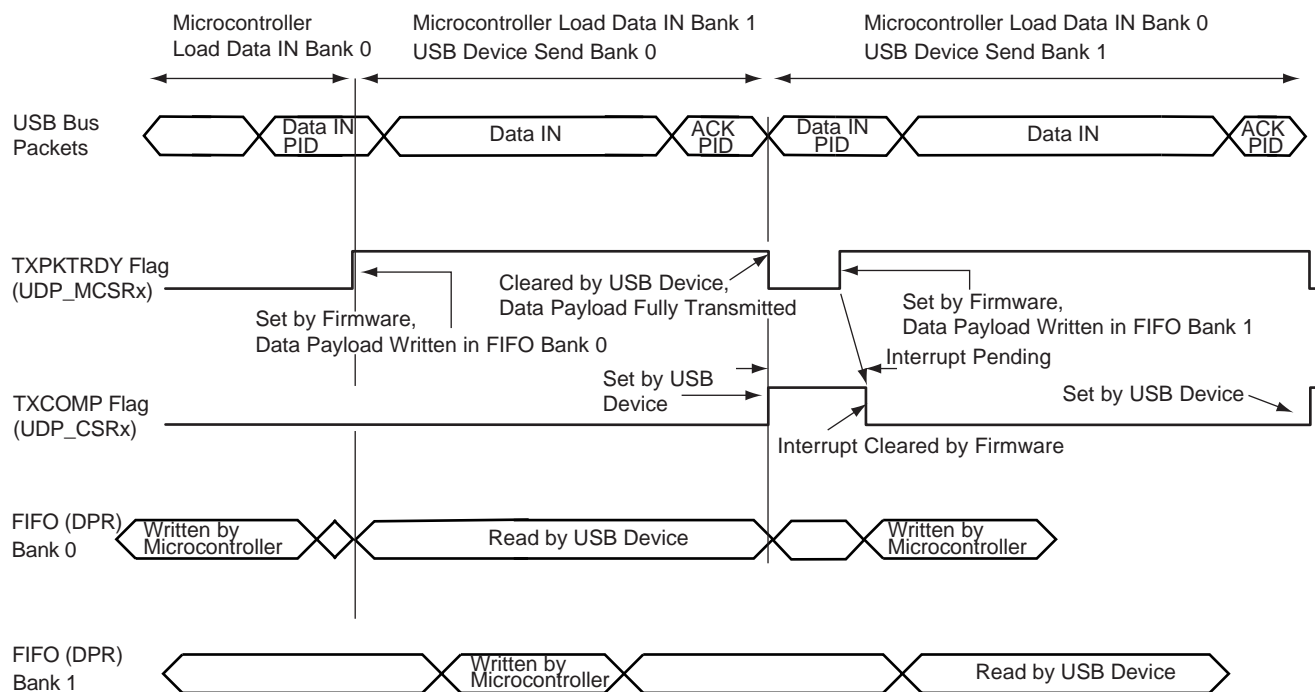 Microcontroller
Load Data IN Bank 0
Microcontroller Load Data IN Bank 1
USB Device Send Bank 0
Microcontroller Load Data IN Bank 0
USB Device Send Bank 1
USB Bus
Packets
Data IN
PID
Data IN
ACK
PID
Data IN
PID
Data IN
ACK
PID
TXPKTRDY Flag
(UDP_MCSRx)
Set by Firmware,
Data Payload Written in FIFO Bank 0
Cleared by USB Device,
Data Payload Fully Transmitted
Set by Firmware,
Data Payload Written in FIFO Bank 1
Interrupt Pending
Set by USB
Device
TXCOMP Flag
(UDP_CSRx)
Set by USB Device
Interrupt Cleared by Firmware
FIFO (DPR)
Bank 0
Written by
Microcontroller
Read by USB Device
Written by
Microcontroller
FIFO (DPR)
Bank 1
Written by
Microcontroller
Read by USB Device